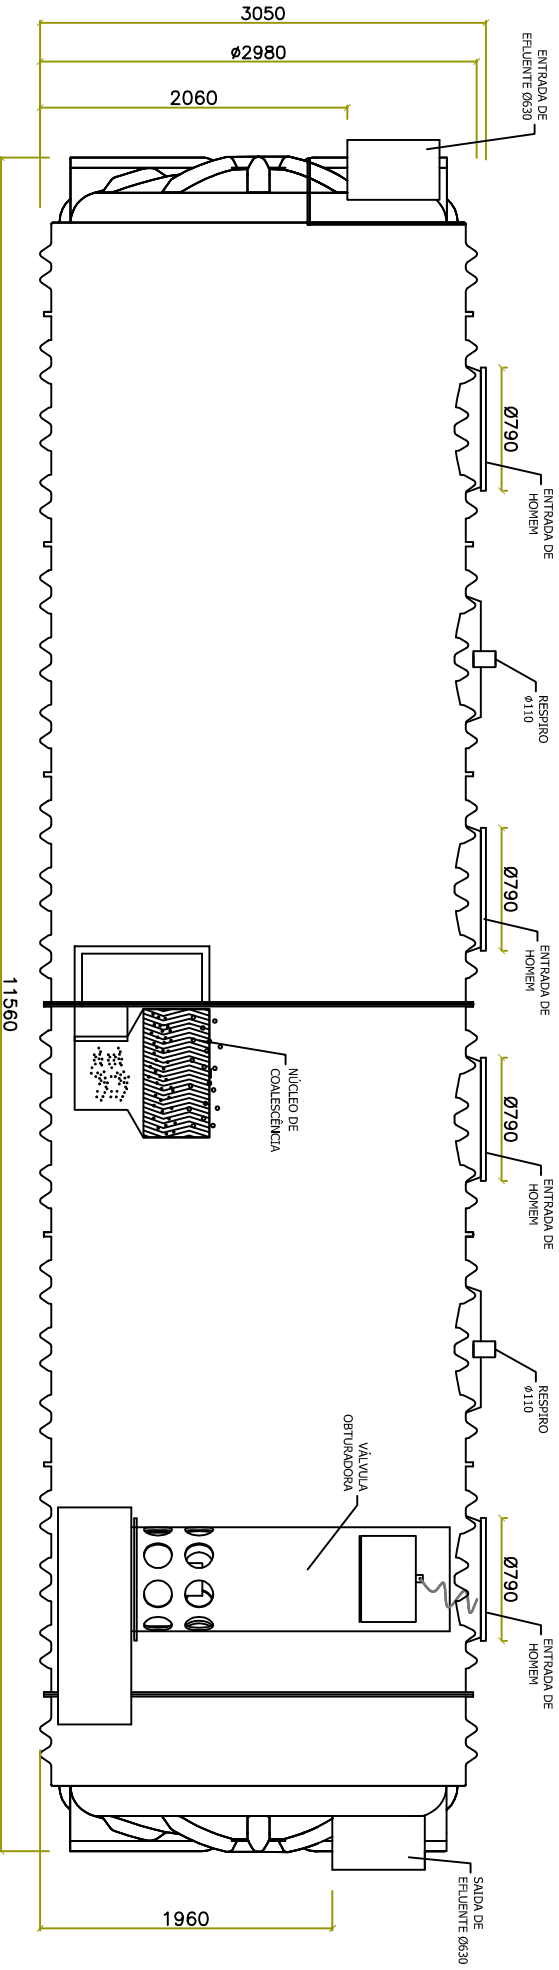 3050
ø2980
2060
ENTRADA DE
EFLUENTE Ø630
Ø790
ENTRADA DE
HOMEM
RESPIRO
ø110
Ø790
ENTRADA DE
HOMEM
11560
NÚCLEO DE
COALESCÊNCIA
Ø790
ENTRADA DE
HOMEM
RESPIRO
ø110
VÁLVULA
OBTURADORA
Ø790
ENTRADA DE
HOMEM
SAIDA DE
EFLUENTE Ø630
1960